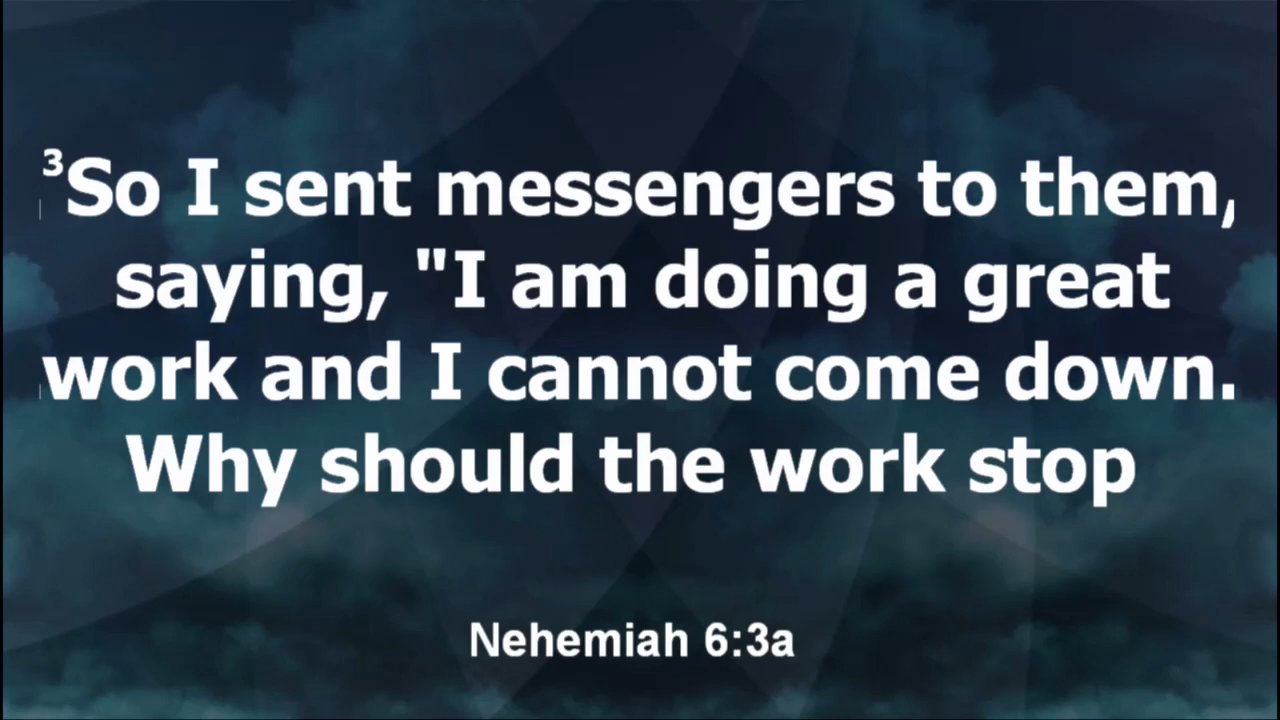 ³So I sent messengers to them,
saying, "I am doing a great
work and I cannot come down.
Why should the work stop
Nehemiah 6:3a